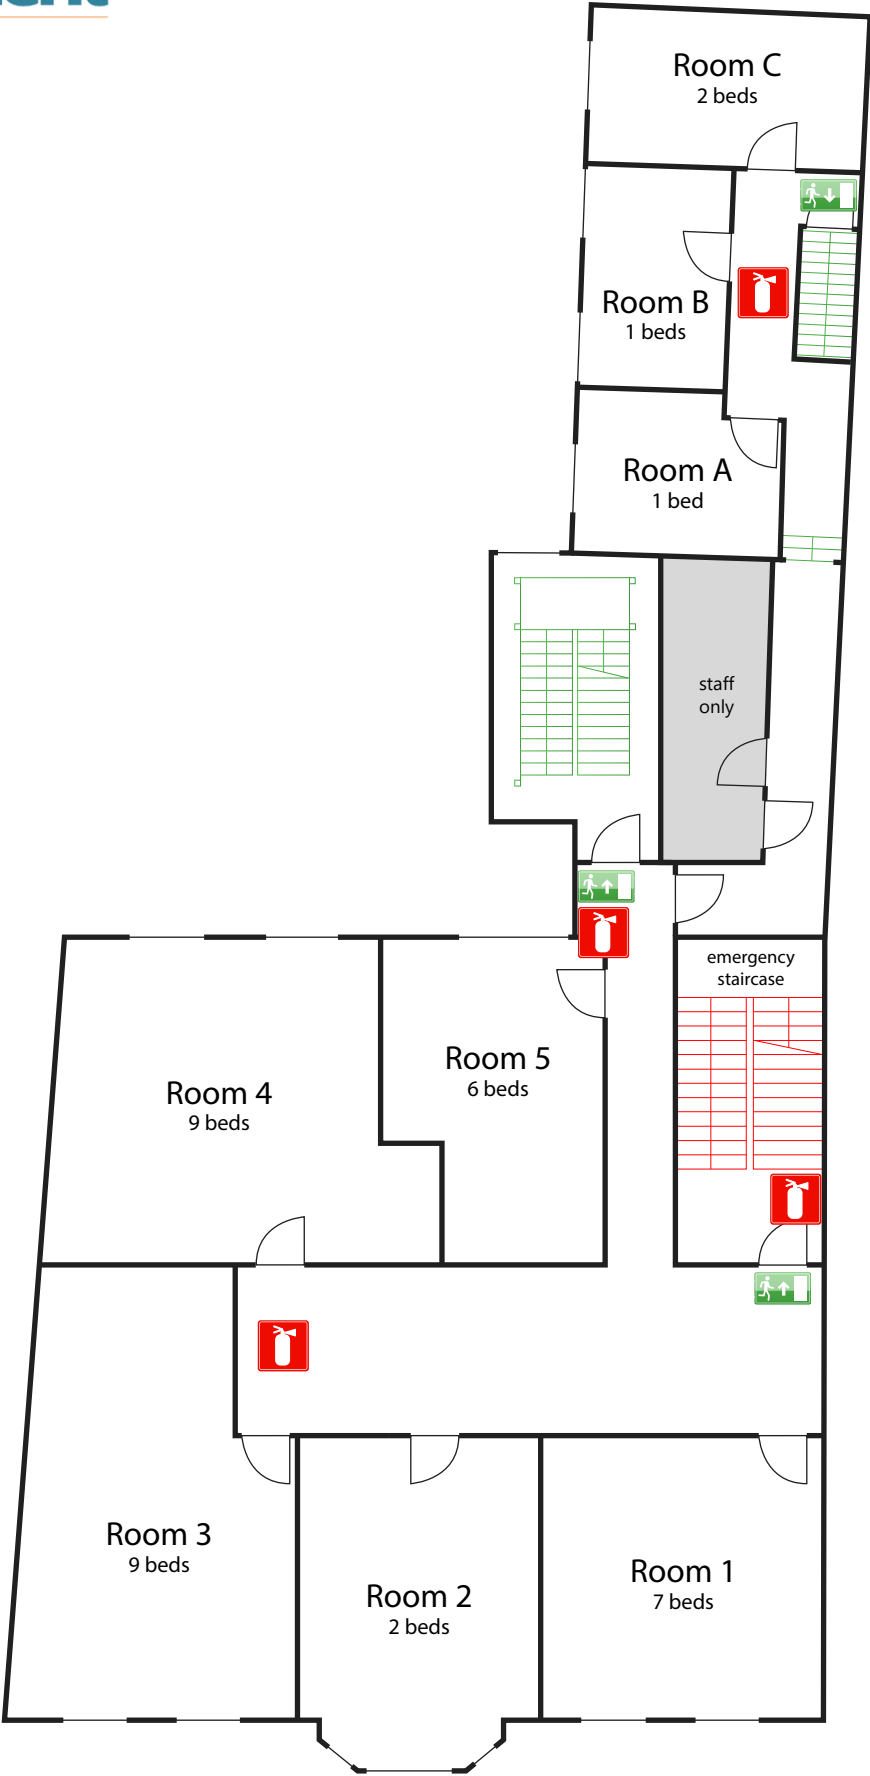 Room C
2 beds
Room B
1 beds
Room A
1 bed
staff
only
emergency
staircase
Room 5
6 beds
Room 4
9 beds
Room 3
9 beds
Room 2
2 beds
Room 1
7 beds